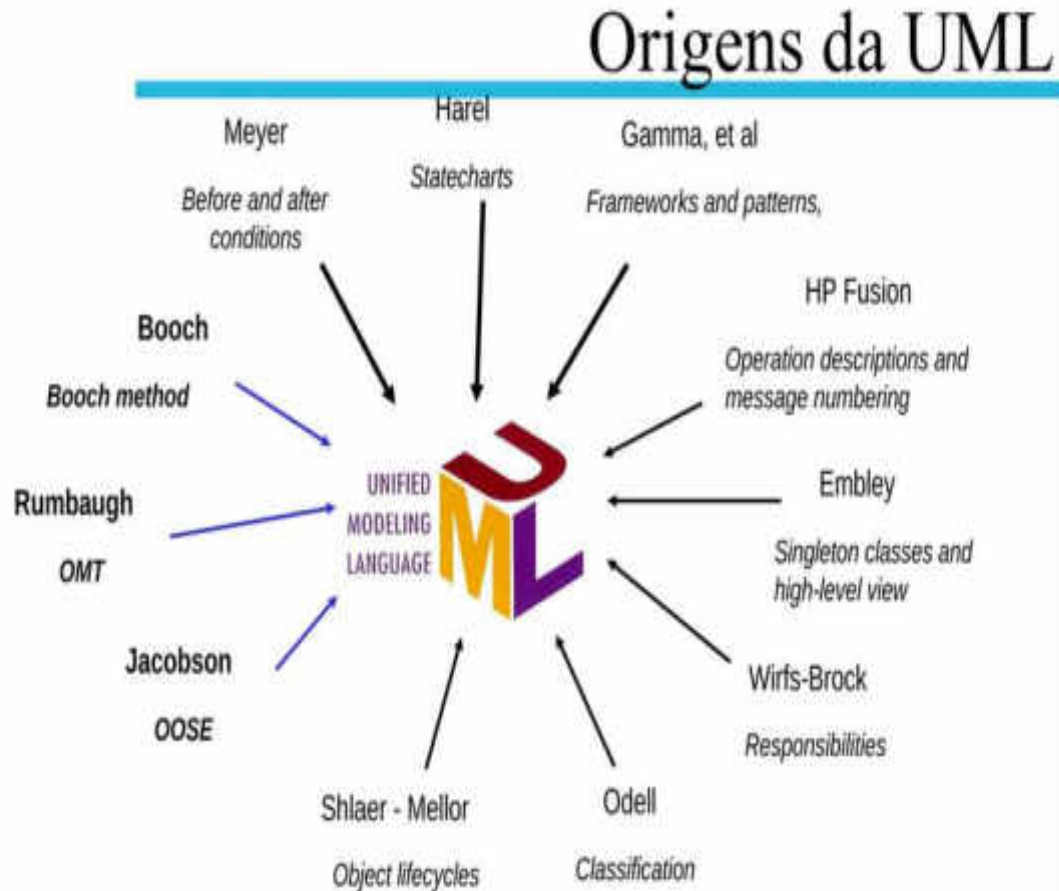 Origens da UML
Harel
Statecharts
Meyer
Before and after
conditions
Gamma, et al
Frameworks and patterns,
HP Fusion
Operation descriptions and
message numbering
Booch
Booch method
Embley
Singleton classes and
high-level view
Rumbaugh
OMT
UNIFIED
MODELING
LANGUAGE
UML
Jacobson
OOSE
Wirfs-Brock
Responsibilities
Shlaer - Mellor
Object lifecycles
Odell
Classification